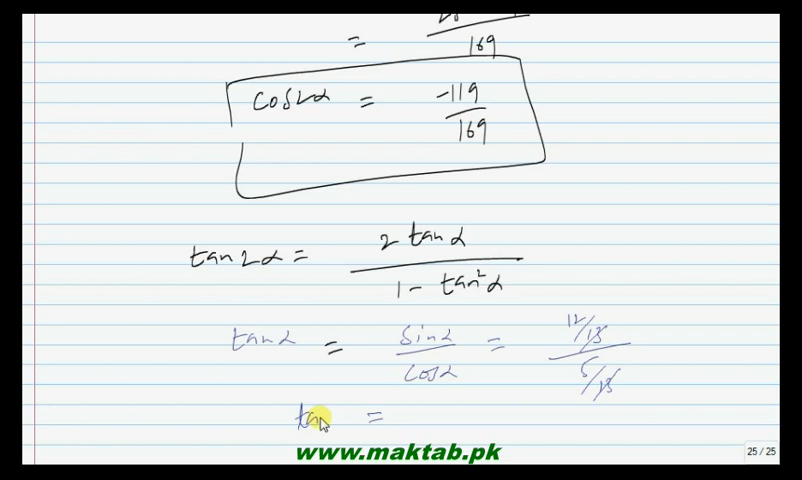 = 169
cos2α = -119/169
tan2α = 2 tanα / 1 - tan²α
tanα = sinα/cosα = 12/13 / 5/13
ta =
www.maktab.pk
25 / 25